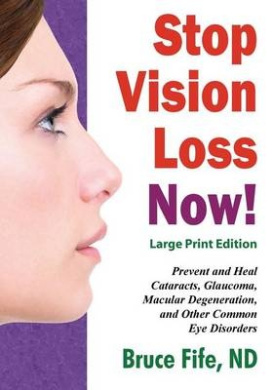 Stop
Vision
Loss
Now!
Large Print Edition
Prevent and Heal
Cataracts, Glaucoma,
Macular Degeneration,
and Other Common
Eye Disorders
Bruce Fife, ND